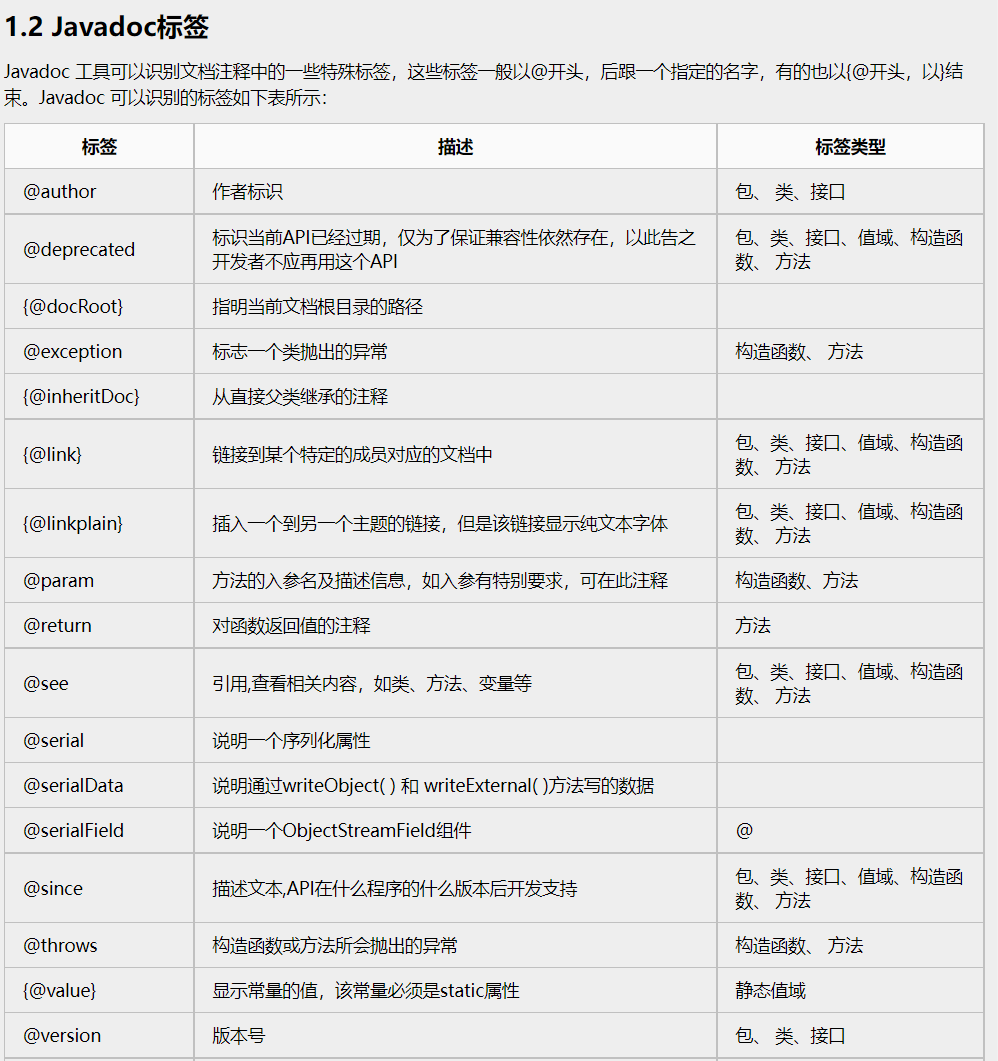 1.2 Javadoc标签
Javadoc 工具可以识别文档注释中的一些特殊标签，这些标签一般以@开头，后跟一个指定的名字，有的也以{@开头，以}结
束。Javadoc 可以识别的标签如下表所示：
标签 描述 标签类型
@author 作者标识 包、 类、接口
@deprecated 标识当前API已经过期，仅为了保证兼容性依然存在，以此告之 包、类、接口、值域、构造函
开发者不应再用这个API 数、 方法
{@docRoot} 指明当前文档根目录的路径
@exception 标志一个类抛出的异常 构造函数、 方法
{@inheritDoc} 从直接父类继承的注释
{@link} 链接到某个特定的成员对应的文档中 包、类、接口、值域、构造函
数、 方法
{@linkplain} 插入一个到另一个主题的链接，但是该链接显示纯文本字体 包、类、接口、值域、构造函
数、 方法
@param 方法的入参名及描述信息，如入参有特别要求，可在此注释 构造函数、方法
@return 对函数返回值的注释 方法
@see 引用,查看相关内容，如类、方法、变量等 包、类、接口、值域、构造函
数、 方法
@serial 说明一个序列化属性
@serialData 说明通过writeObject( ) 和 writeExternal( )方法写的数据
@serialField 说明一个ObjectStreamField组件 @
@since 描述文本,API在什么程序的什么版本后开发支持 包、类、接口、值域、构造函
数、 方法
@throws 构造函数或方法所会抛出的异常 构造函数、 方法
{@value} 显示常量的值，该常量必须是static属性 静态值域
@version 版本号 包、 类、接口